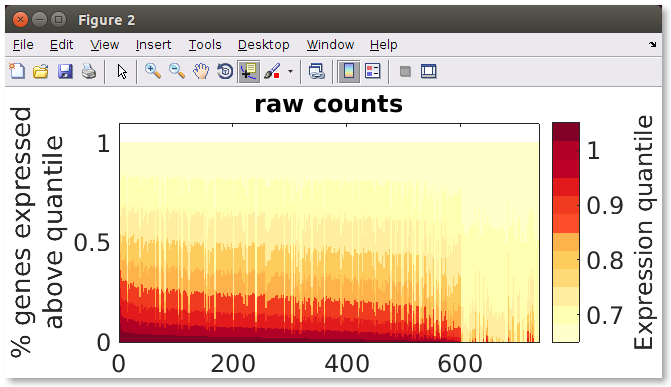 Figure 2
File Edit View Insert Tools Desktop Window Help
raw counts
% genes expressed
above quantile
1
0.5
0
0 200 400 600
1
0.9
0.8
0.7
Expression quantile